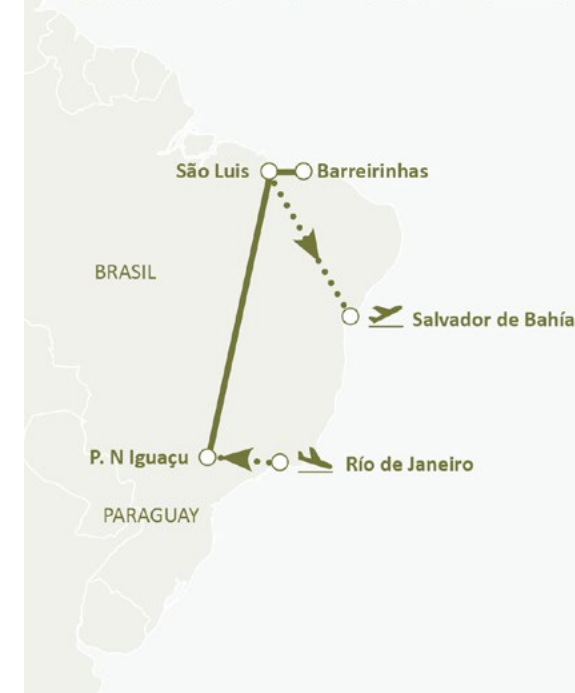 São Luis
Barreirinhas
BRASIL
Salvador de Bahía
P. N Iguaçu
Río de Janeiro
PARAGUAY